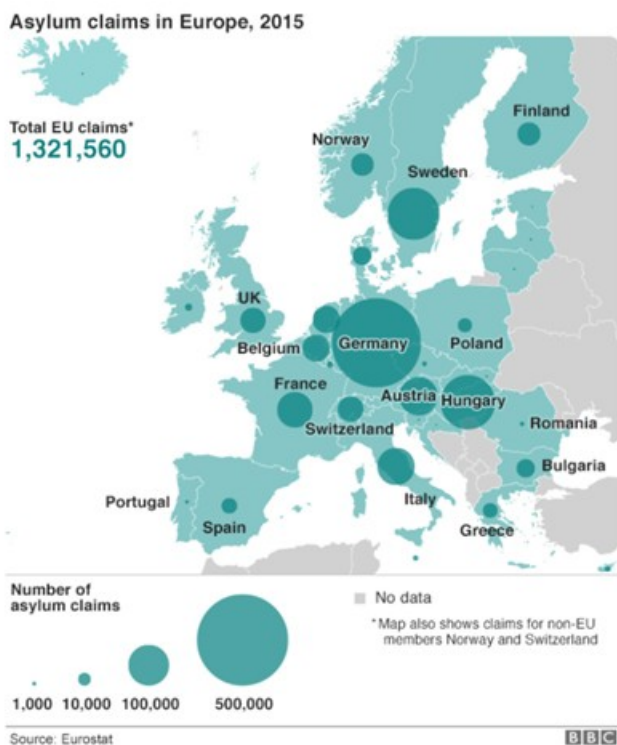 Asylum claims in Europe, 2015
Total EU claims*
1,321,560
Finland
Norway
Sweden
UK
Belgium
Germany
Poland
France
Austria
Hungary
Switzerland
Romania
Bulgaria
Italy
Portugal
Spain
Greece
Number of
asylum claims
1,000
10,000
100,000
500,000
No data
*Map also shows claims for non-EU
members Norway and Switzerland
Source: Eurostat
BBC